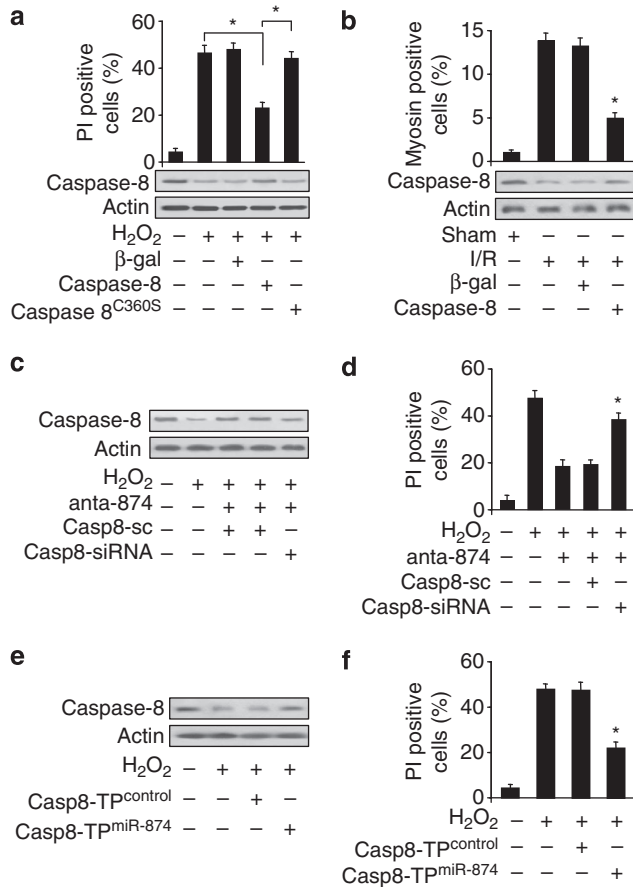 a
PI positive
cells (%)
60
40
20
0
*
*
Caspase-8
Actin
H2O2 – + + + +
β-gal – – + – –
Caspase-8 – – – + –
Caspase 8C360S – – – – +
b
Myosin positive
cells (%)
15
10
5
0
*
Caspase-8
Actin
Sham + – – –
I/R – + + +
β-gal – – + –
Caspase-8 – – – +
c
Caspase-8
Actin
H2O2 – + + + +
anta-874 – – + + +
Casp8-sc – – + + –
Casp8-siRNA – – – – +
d
PI positive
cells (%)
60
40
20
0
*
H2O2 – + + + +
anta-874 – – + + +
Casp8-sc – – – + –
Casp8-siRNA – – – – +
e
Caspase-8
Actin
H2O2 – + + +
Casp8-TPcontrol – – + –
Casp8-TPmiR-874 – – – +
f
PI positive
cells (%)
60
40
20
0
*
H2O2 – + + +
Casp8-TPcontrol – – + –
Casp8-TPmiR-874 – – – +